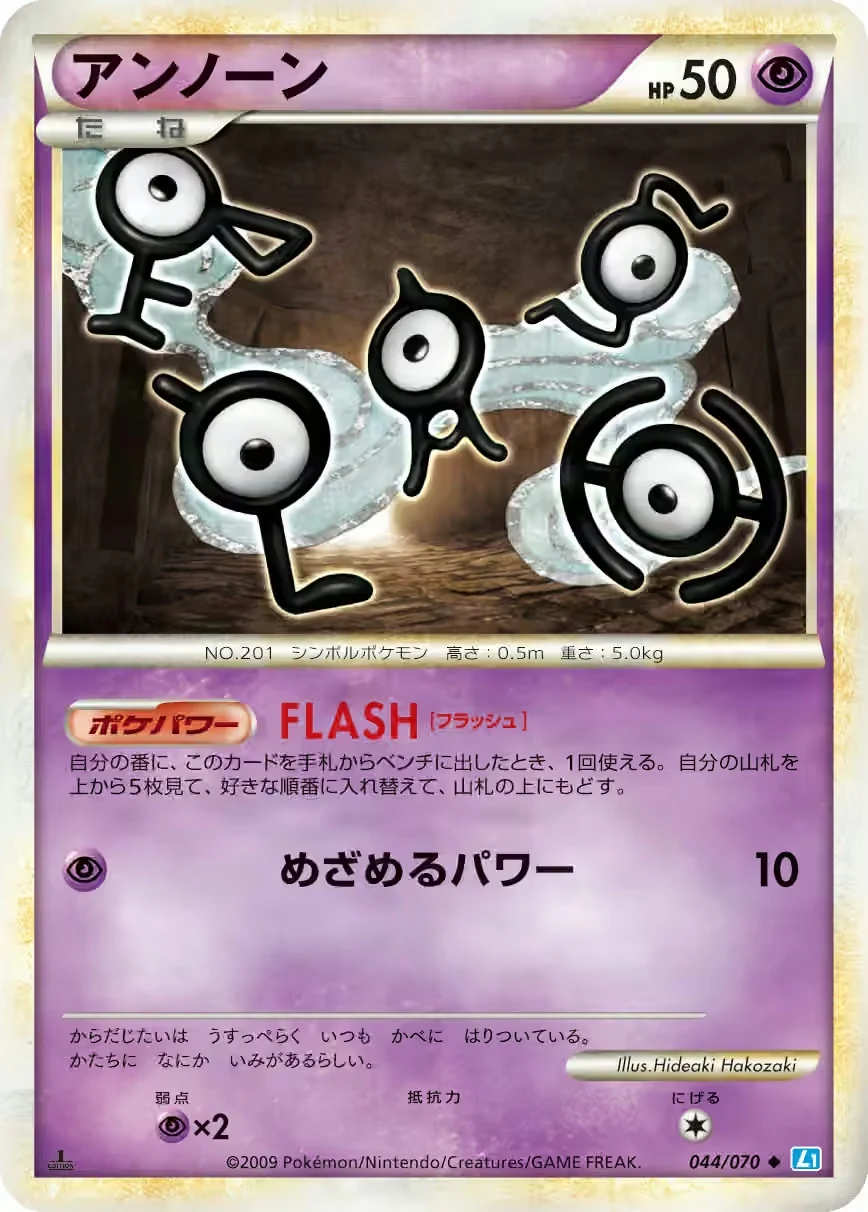 アンノーン
HP50
たね
NO.201 シンボルポケモン 高さ：0.5m 重さ：5.0kg
ポケパワー FLASH [フラッシュ]
自分の番に、このカードを手札からベンチに出したとき、1回使える。自分の山札を
上から5枚見て、好きな順番に入れ替えて、山札の上にもどす。
めざめるパワー 10
からだじたいは うすっぺらく いつも かべに はりついている。
かたちに なにか いみがあるらしい。
Illus.Hideaki Hakozaki
弱点 抵抗力 にげる
×2
1 EDITION ©2009 Pokémon/Nintendo/Creatures/GAME FREAK. 044/070 ◆ L1